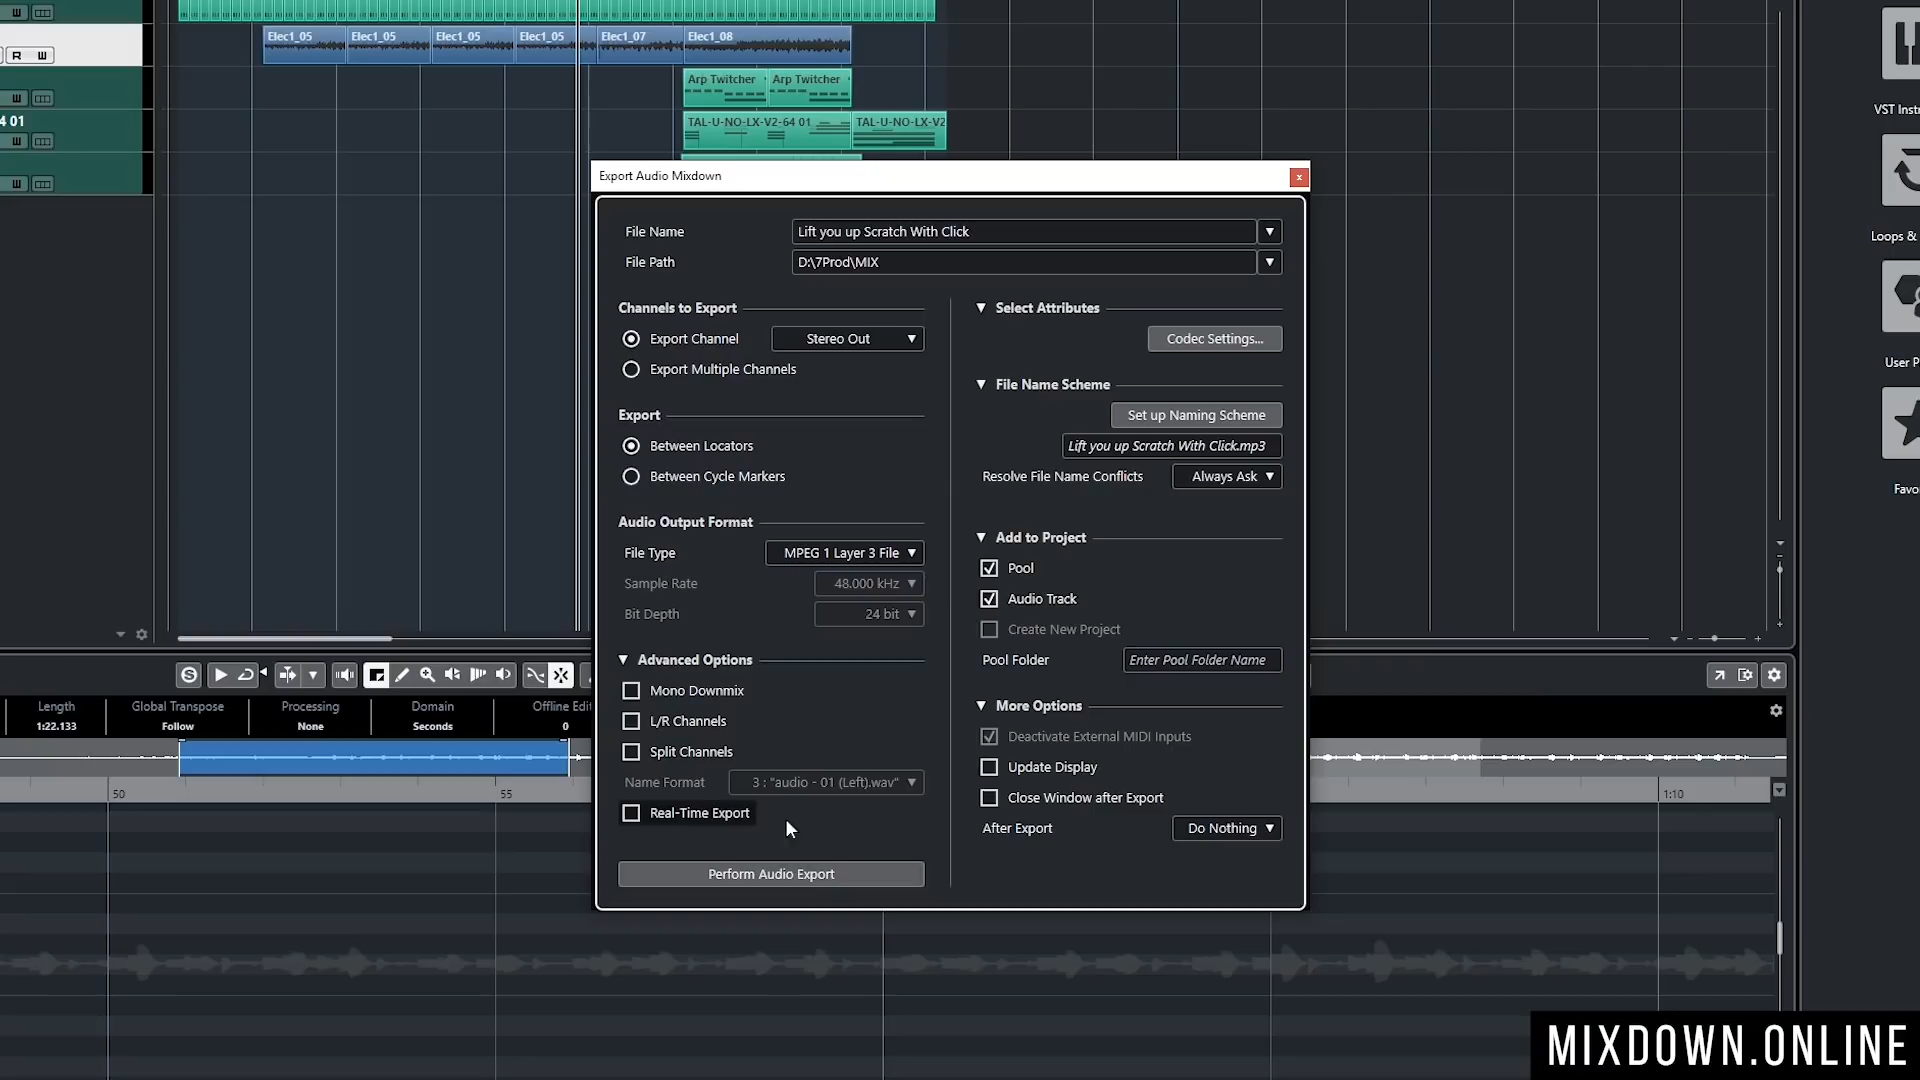 Elec1_05 Elec1_05 Elec1_05 Elec1_05 Elec1_07 Elec1_08
R
Arp Twitcher Arp Twitcher
4 01
TAL-U-NO-LX-V2-64 01 TAL-U-NO-LX-V2
VST Inst
Loops &
User P
Favo
Export Audio Mixdown
File Name Lift you up Scratch With Click
File Path D:\7Prod\MIX
Channels to Export
Export Channel Stereo Out
Export Multiple Channels
Export
Between Locators
Between Cycle Markers
Audio Output Format
File Type MPEG 1 Layer 3 File
Sample Rate 48.000 kHz
Bit Depth 24 bit
Advanced Options
Mono Downmix
L/R Channels
Split Channels
Name Format 3 : "audio - 01 (Left).wav"
Real-Time Export
Perform Audio Export
Select Attributes
Codec Settings...
File Name Scheme
Set up Naming Scheme
Lift you up Scratch With Click.mp3
Resolve File Name Conflicts Always Ask
Add to Project
Pool
Audio Track
Create New Project
Pool Folder Enter Pool Folder Name
More Options
Deactivate External MIDI Inputs
Update Display
Close Window after Export
After Export Do Nothing
Length Global Transpose Processing Domain Offline Edi
1:22.133 Follow None Seconds 0
50 55 1:10
MIXDOWN.ONLINE